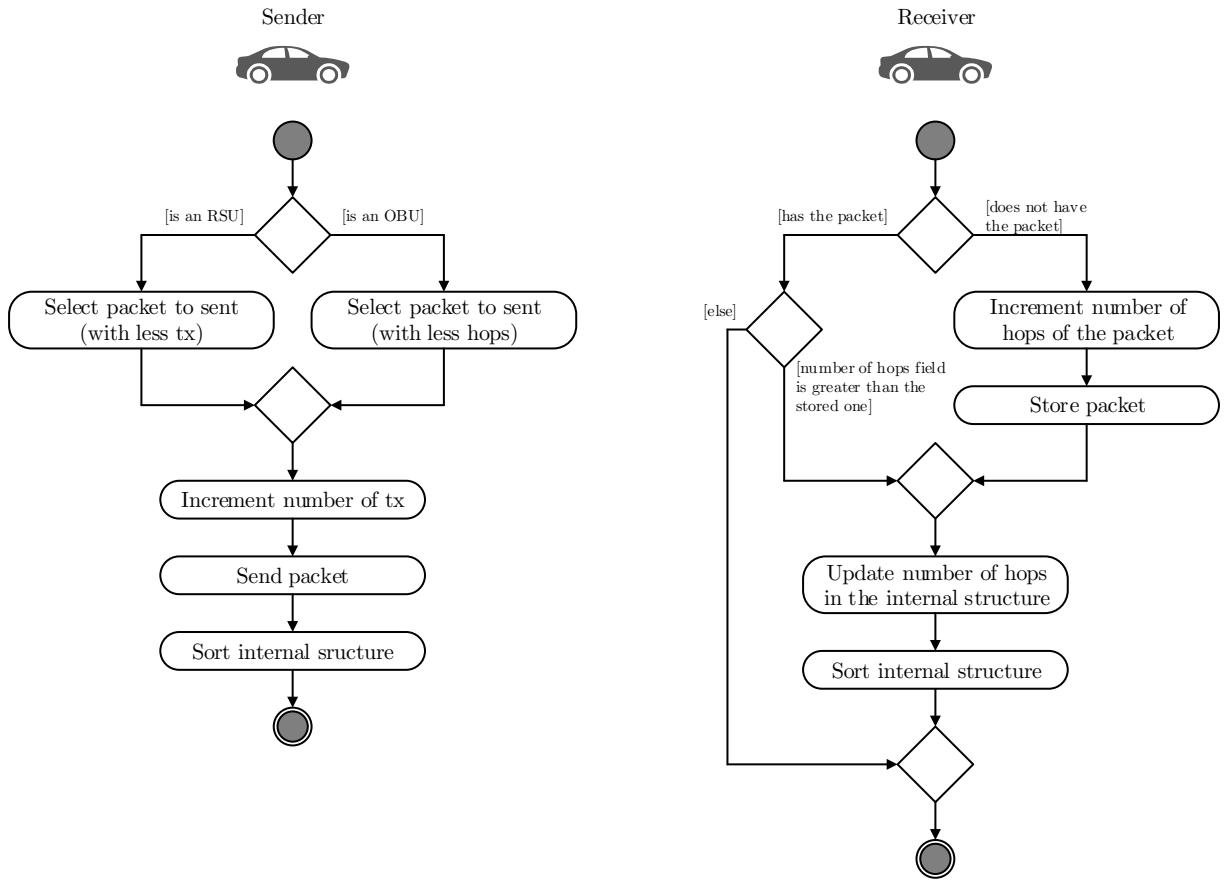 Sender
[is an RSU]
[is an OBU]
Select packet to sent
(with less tx)
Select packet to sent
(with less hops)
Increment number of tx
Send packet
Sort internal sructure
Receiver
[has the packet]
[does not have
the packet]
[else]
[number of hops field
is greater than the
stored one]
Increment number of
hops of the packet
Store packet
Update number of hops
in the internal structure
Sort internal structure